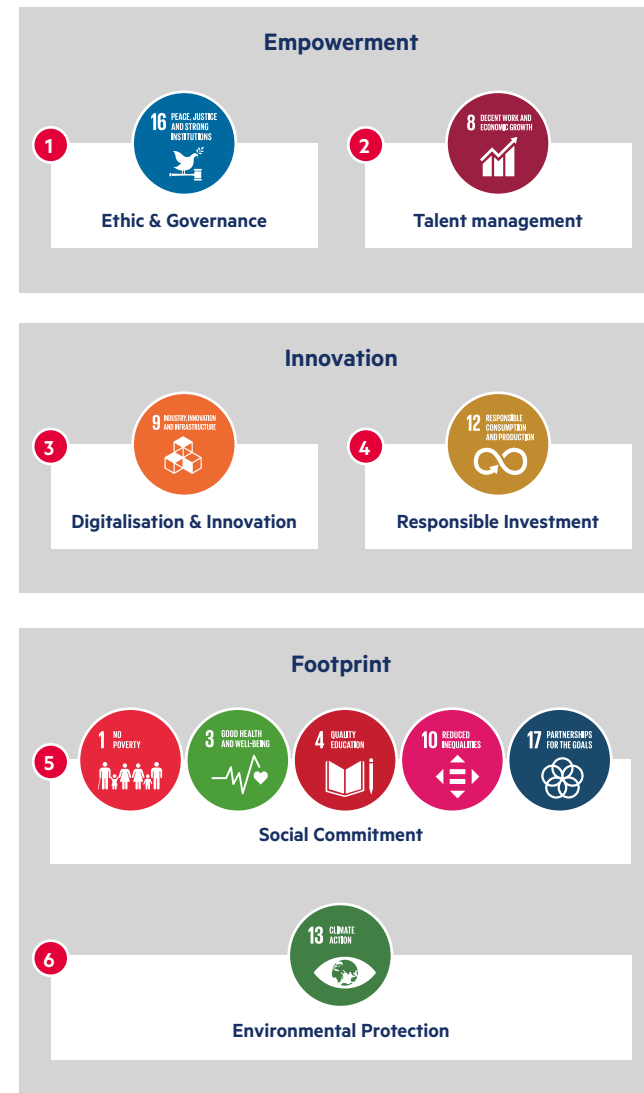 Empowerment
1
16 PEACE, JUSTICE
AND STRONG
INSTITUTIONS
Ethic & Governance
2
8 DECENT WORK AND
ECONOMIC GROWTH
Talent management
Innovation
3
9 INDUSTRY, INNOVATION
AND INFRASTRUCTURE
Digitalisation & Innovation
4
12 RESPONSIBLE
CONSUMPTION
AND PRODUCTION
Responsible Investment
Footprint
5
1 NO
POVERTY
3 GOOD HEALTH
AND WELL-BEING
4 QUALITY
EDUCATION
10 REDUCED
INEQUALITIES
17 PARTNERSHIPS
FOR THE GOALS
Social Commitment
6
13 CLIMATE
ACTION
Environmental Protection